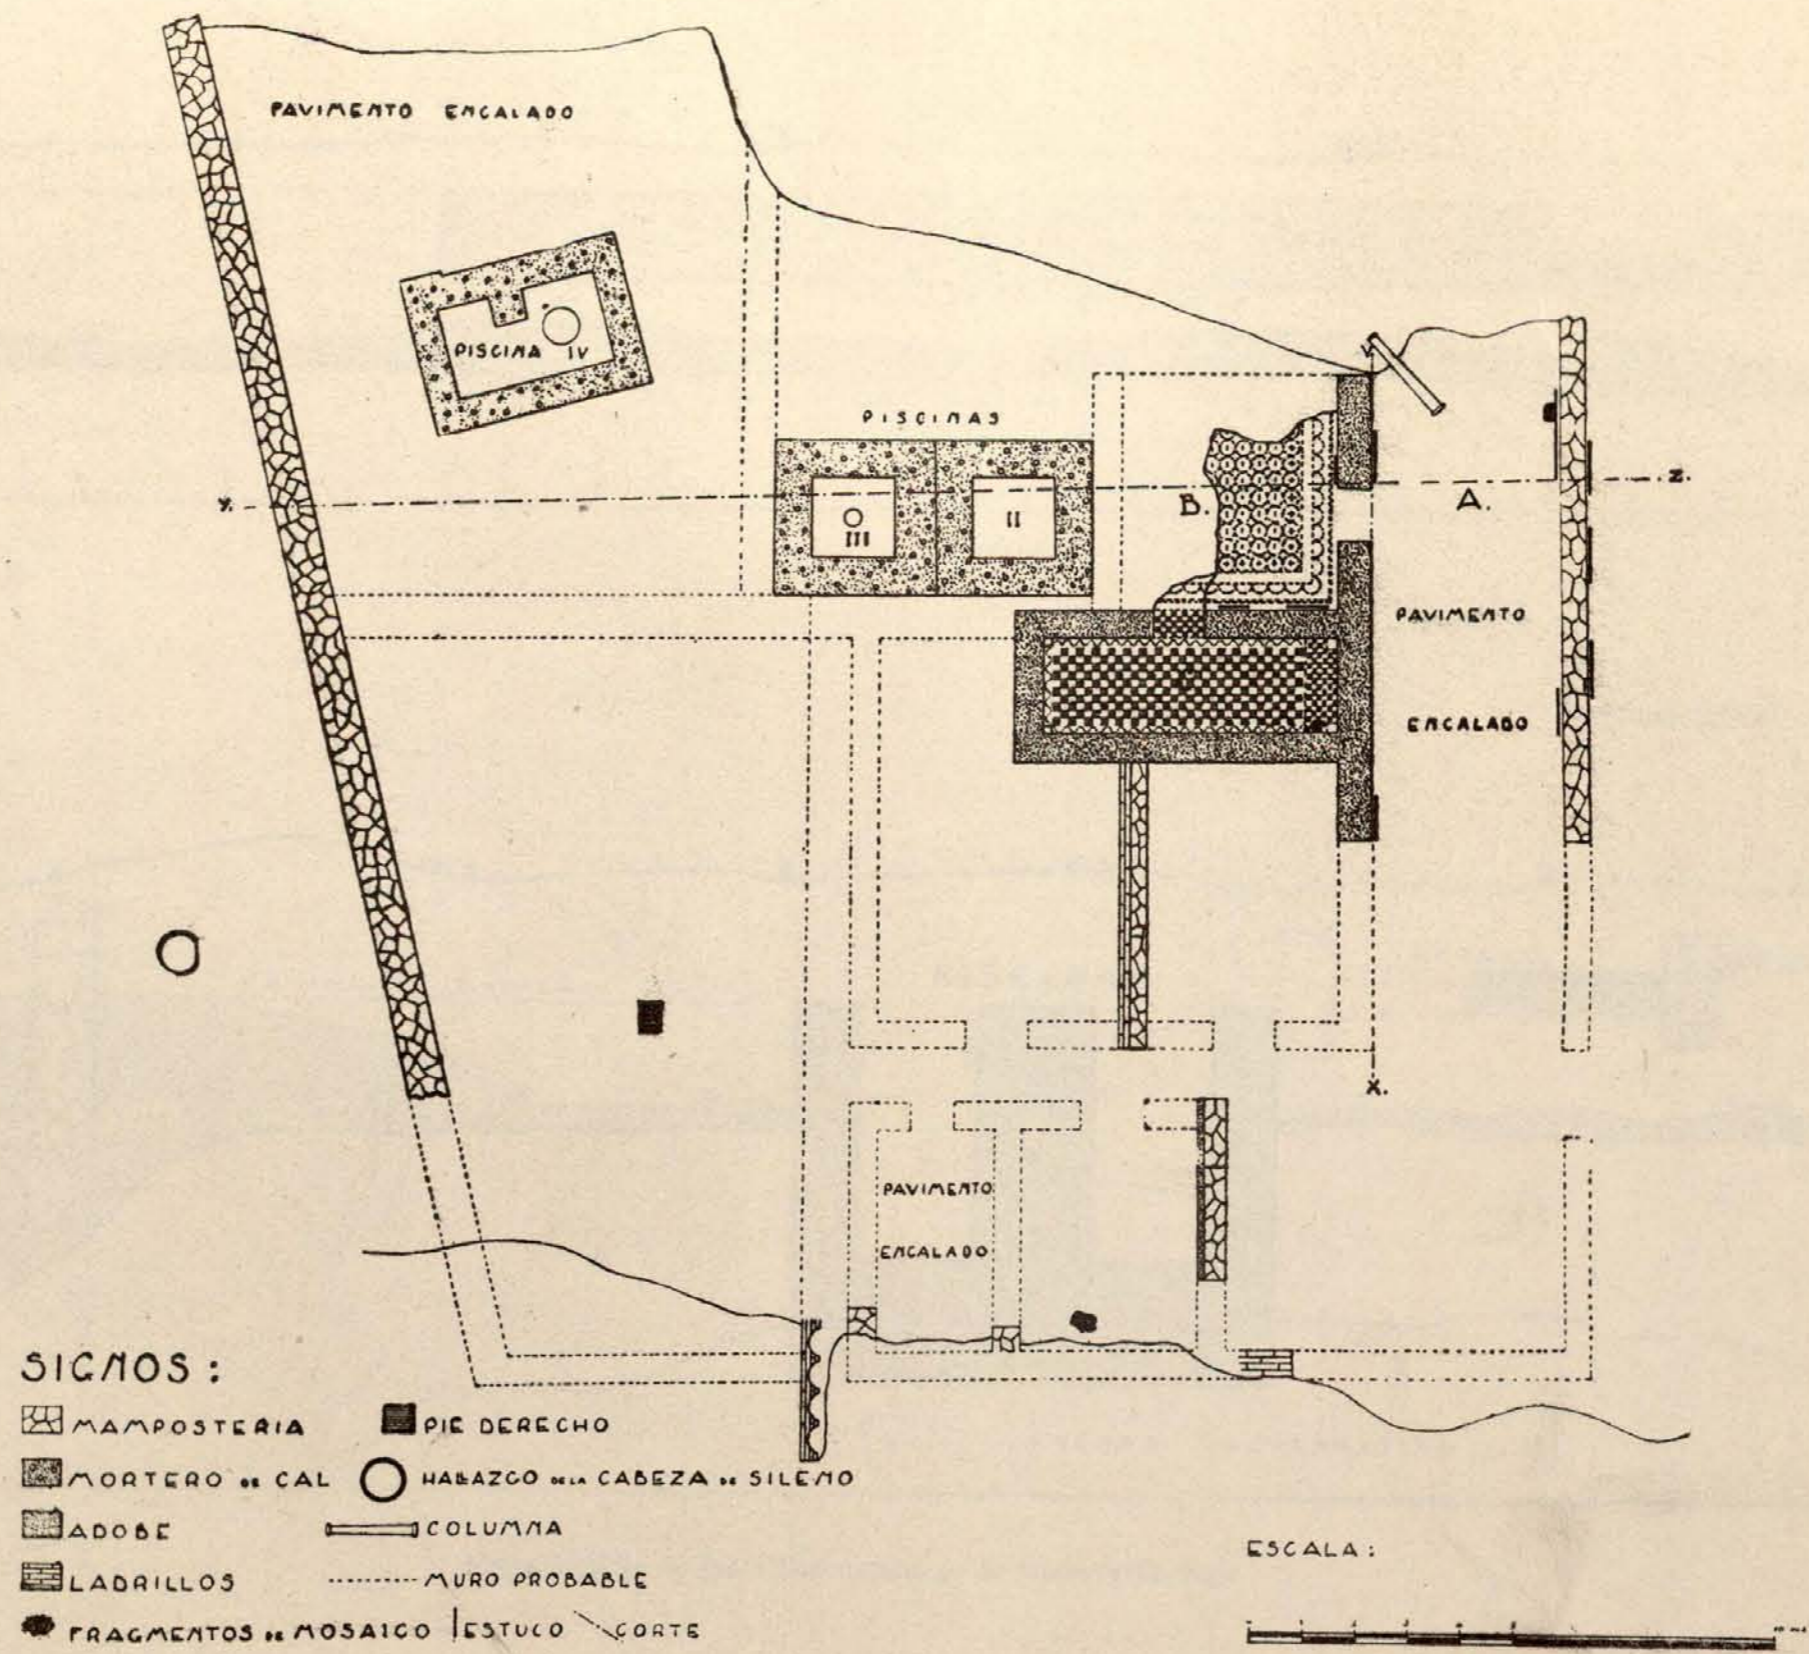 PAVIMENTO ENCALADO
PISCINA IV
PISCINAS
III
II
Y.
Z.
B.
A.
PAVIMENTO
ENCALADO
X.
PAVIMENTO
ENCALADO
SIGNOS :
MAMPOSTERIA
PIE DERECHO
MORTERO DE CAL
HALLAZGO DE LA CABEZA DE SILENO
ADOBE
COLUMNA
LADRILLOS
MURO PROBABLE
FRAGMENTOS DE MOSAICO
ESTUCO
CORTE
ESCALA :